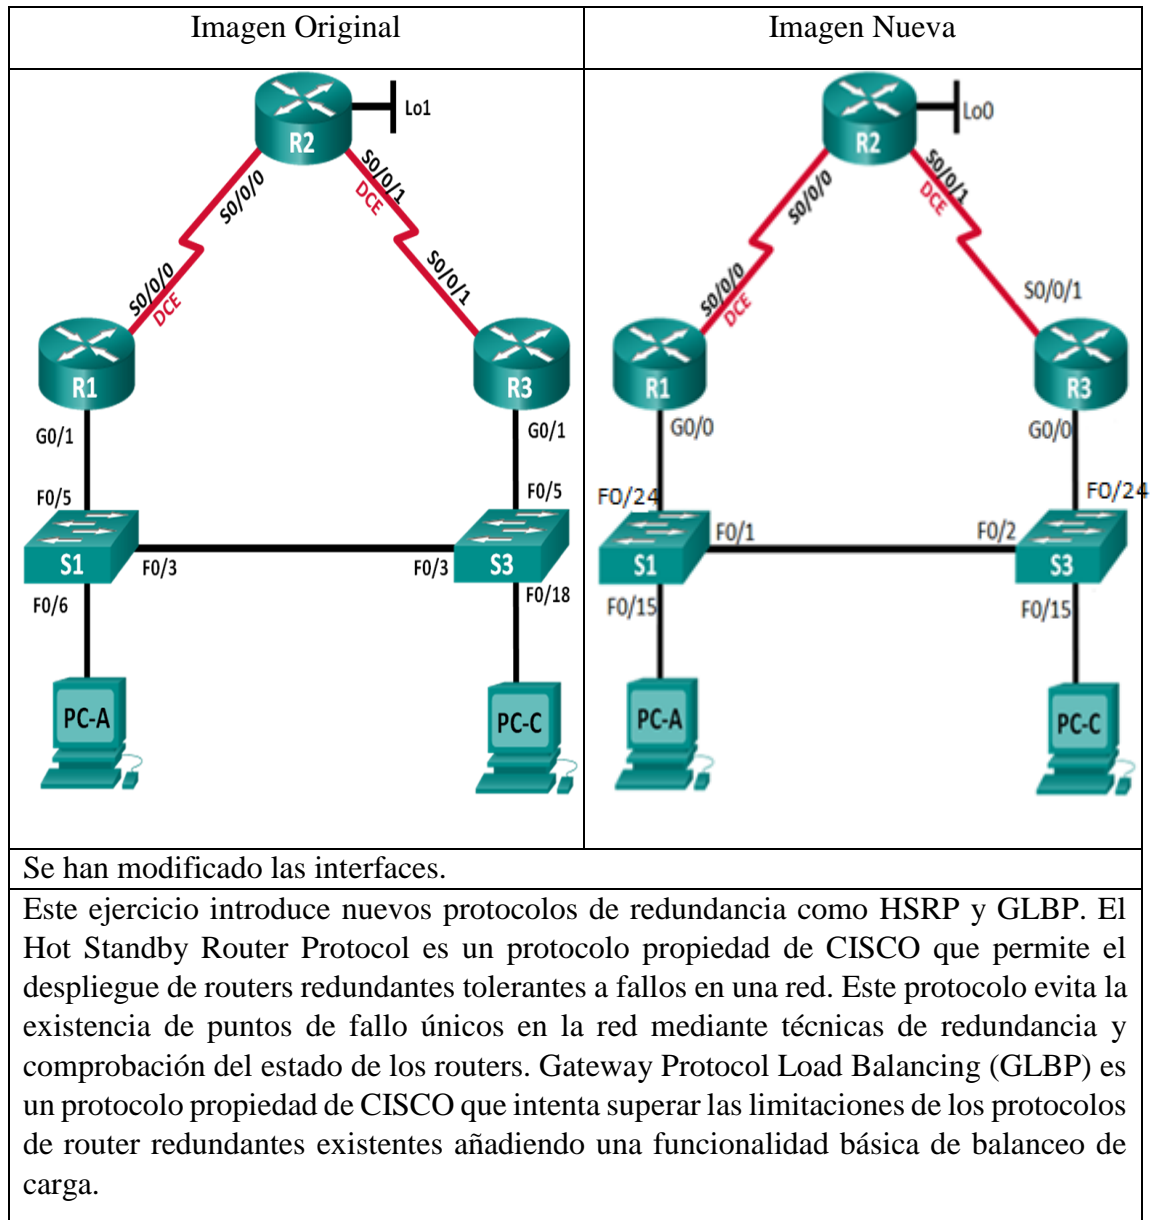 Imagen Original
Imagen Nueva
Lo1
R2
S0/0/0
S0/0/1
DCE
S0/0/0
DCE
S0/0/1
R1
R3
G0/1
G0/1
F0/5
F0/5
S1
F0/3
F0/3
S3
F0/6
F0/18
PC-A
PC-C
Lo0
R2
S0/0/0
S0/0/1
DCE
S0/0/0
DCE
S0/0/1
R1
R3
G0/0
G0/0
F0/24
F0/24
F0/1
F0/2
S1
S3
F0/15
F0/15
PC-A
PC-C
Se han modificado las interfaces.
Este ejercicio introduce nuevos protocolos de redundancia como HSRP y GLBP. El
Hot Standby Router Protocol es un protocolo propiedad de CISCO que permite el
despliegue de routers redundantes tolerantes a fallos en una red. Este protocolo evita la
existencia de puntos de fallo únicos en la red mediante técnicas de redundancia y
comprobación del estado de los routers. Gateway Protocol Load Balancing (GLBP) es
un protocolo propiedad de CISCO que intenta superar las limitaciones de los protocolos
de router redundantes existentes añadiendo una funcionalidad básica de balanceo de
carga.